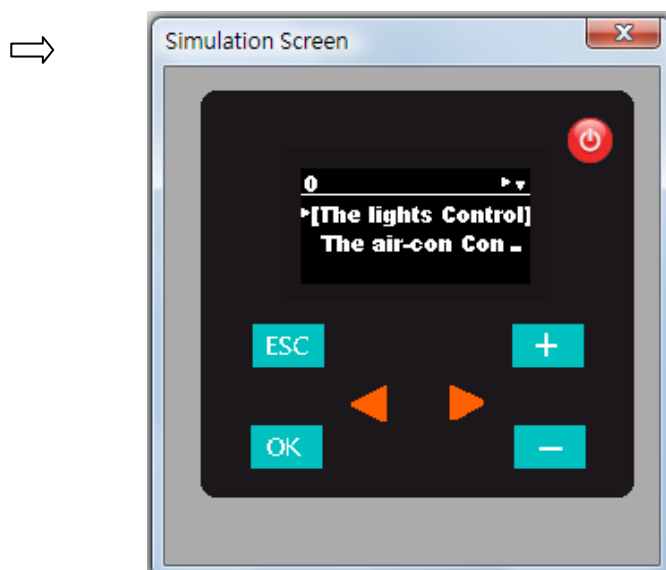 Simulation Screen
0
[The lights Control]
The air-con Con
ESC
+
OK
−